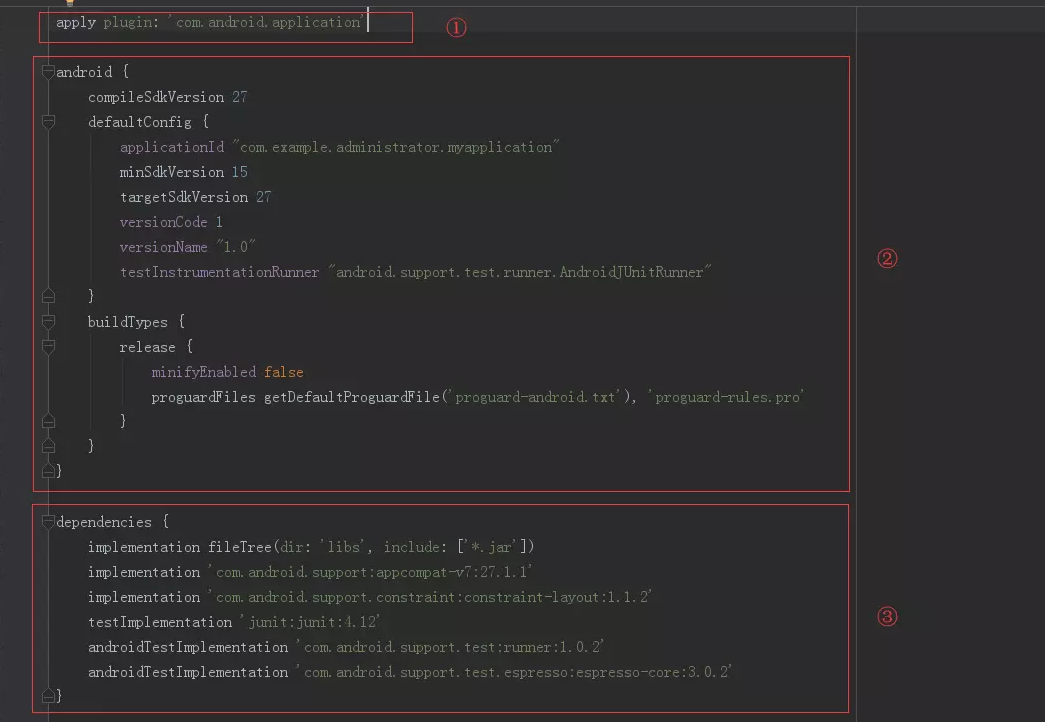 apply plugin: 'com.android.application'
①
android {
compileSdkVersion 27
defaultConfig {
applicationId "com.example.administrator.myapplication"
minSdkVersion 15
targetSdkVersion 27
versionCode 1
versionName "1.0"
②
testInstrumentationRunner "android.support.test.runner.AndroidJUnitRunner"
}
buildTypes {
release {
minifyEnabled false
proguardFiles getDefaultProguardFile('proguard-android.txt'), 'proguard-rules.pro'
}
}
}
dependencies {
implementation fileTree(dir: 'libs', include: ['*.jar'])
implementation 'com.android.support:appcompat-v7:27.1.1'
implementation 'com.android.support.constraint:constraint-layout:1.1.2'
testImplementation 'junit:junit:4.12'
③
androidTestImplementation 'com.android.support.test:runner:1.0.2'
androidTestImplementation 'com.android.support.test.espresso:espresso-core:3.0.2'
}